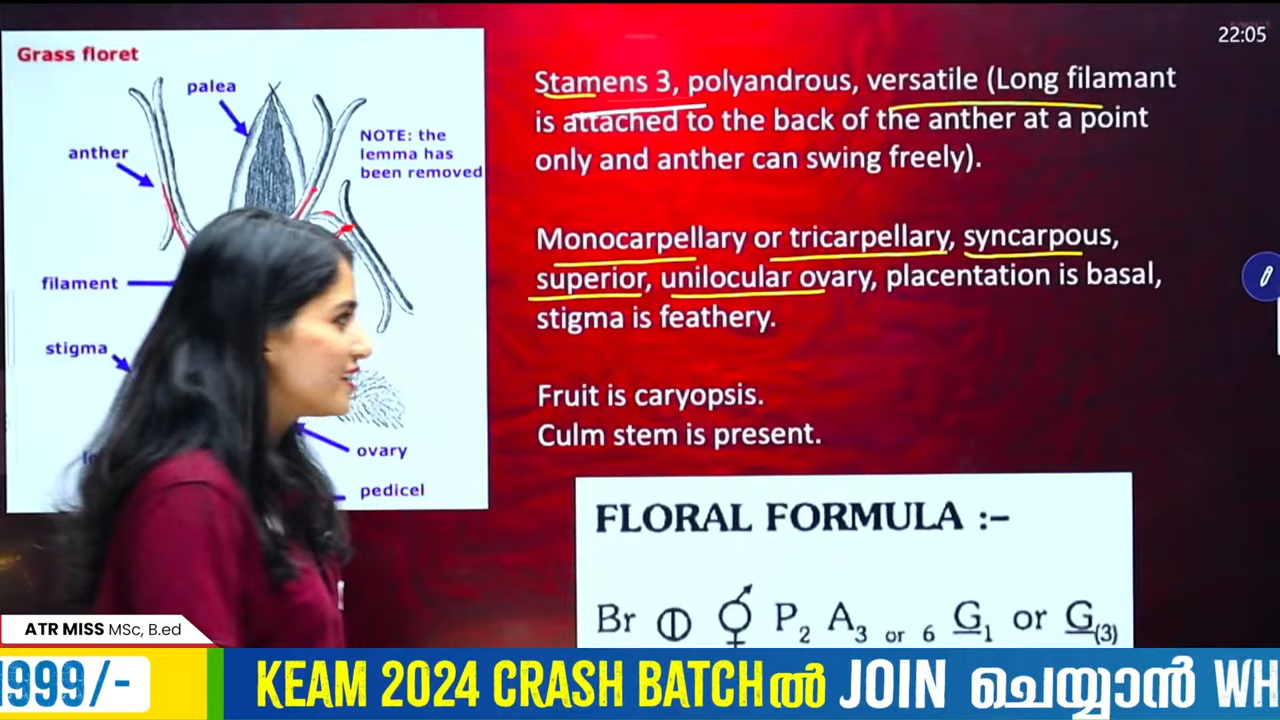 22:05
Grass floret
palea
anther
NOTE: the
lemma has
been removed
filament
stigma
ovary
pedicel
Stamens 3, polyandrous, versatile (Long filamant
is attached to the back of the anther at a point
only and anther can swing freely).
Monocarpellary or tricarpellary, syncarpous,
superior, unilocular ovary, placentation is basal,
stigma is feathery.
Fruit is caryopsis.
Culm stem is present.
FLORAL FORMULA :–
Br ⦶ ⚥ P2 A3 or 6 G1 or G(3)
ATR MISS MSc, B.ed
1999/- KEAM 2024 CRASH BATCHൽ JOIN ചെയ്യാൻ WH